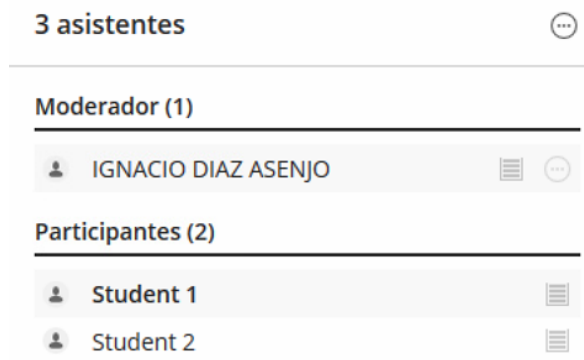 3 asistentes
Moderador (1)
IGNACIO DIAZ ASENJO
Participantes (2)
Student 1
Student 2